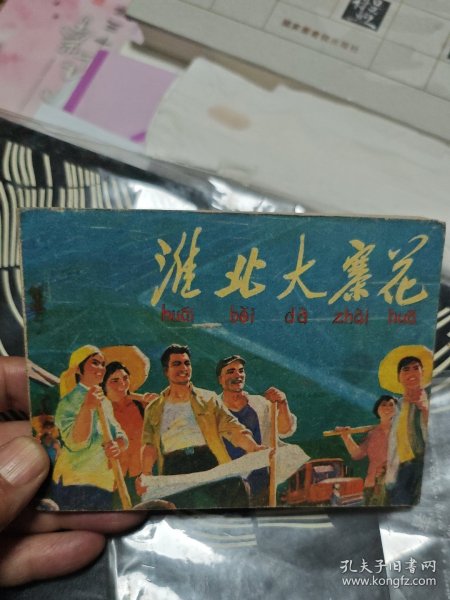 淮北大寨花
huái běi dà zhài huā
孔夫子旧书网
www.kongfz.com